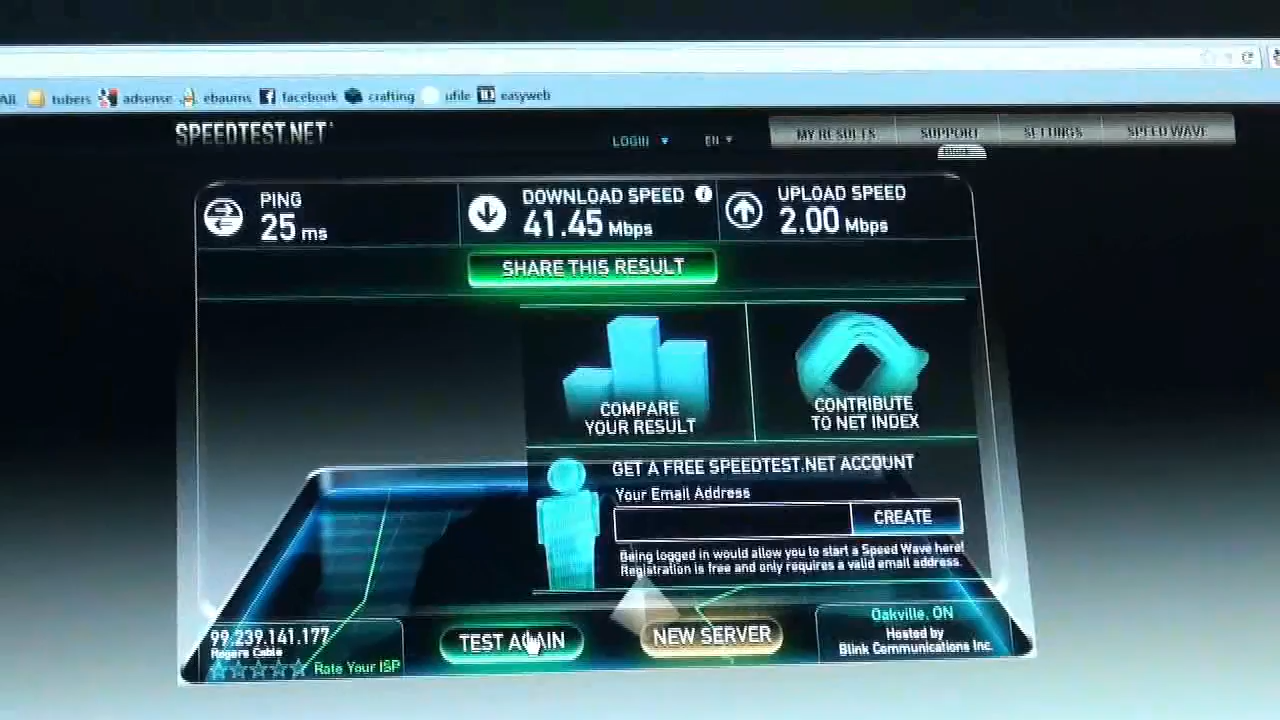 All tubers adsense ebaums facebook crafting ufile easyweb
SPEEDTEST.NET
LOGIN EN MY RESULTS SUPPORT SETTINGS SPEED WAVE
PING
25 ms
DOWNLOAD SPEED
41.45 Mbps
UPLOAD SPEED
2.00 Mbps
SHARE THIS RESULT
COMPARE
YOUR RESULT
CONTRIBUTE
TO NET INDEX
GET A FREE SPEEDTEST.NET ACCOUNT
Your Email Address
CREATE
Being logged in would allow you to start a Speed Wave here!
Registration is free and only requires a valid email address.
99.239.141.177
Rogers Cable
Rate Your ISP
TEST AGAIN
NEW SERVER
Oakville, ON
Hosted by
Blink Communications Inc.